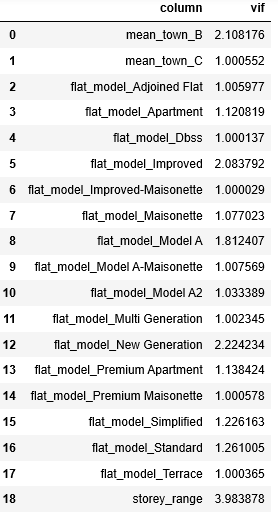 column vif
0 mean_town_B 2.108176
1 mean_town_C 1.000552
2 flat_model_Adjoined Flat 1.005977
3 flat_model_Apartment 1.120819
4 flat_model_Dbss 1.000137
5 flat_model_Improved 2.083792
6 flat_model_Improved-Maisonette 1.000029
7 flat_model_Maisonette 1.077023
8 flat_model_Model A 1.812407
9 flat_model_Model A-Maisonette 1.007569
10 flat_model_Model A2 1.033389
11 flat_model_Multi Generation 1.002345
12 flat_model_New Generation 2.224234
13 flat_model_Premium Apartment 1.138424
14 flat_model_Premium Maisonette 1.000578
15 flat_model_Simplified 1.226163
16 flat_model_Standard 1.261005
17 flat_model_Terrace 1.000365
18 storey_range 3.983878